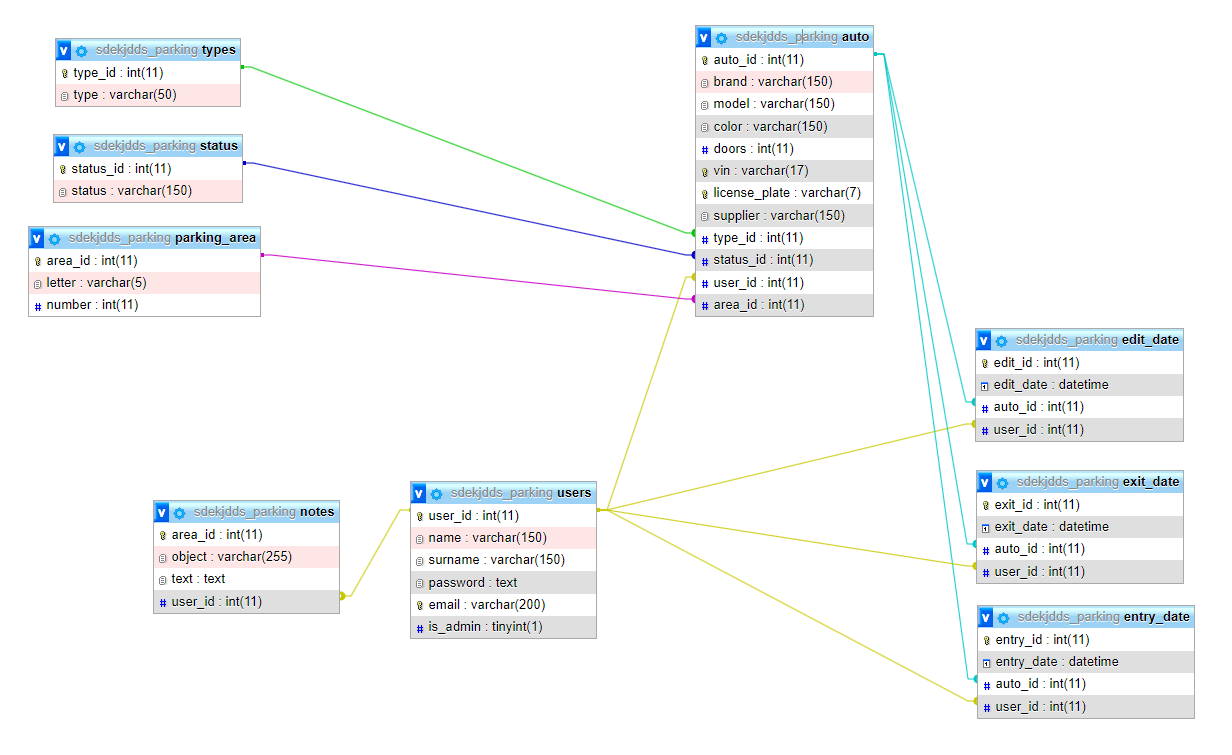 sdekjdds_parking types
type_id : int(11)
type : varchar(50)
sdekjdds_parking status
status_id : int(11)
status : varchar(150)
sdekjdds_parking parking_area
area_id : int(11)
letter : varchar(5)
# number : int(11)
sdekjdds_parking auto
auto_id : int(11)
brand : varchar(150)
model : varchar(150)
color : varchar(150)
# doors : int(11)
vin : varchar(17)
license_plate : varchar(7)
supplier : varchar(150)
# type_id : int(11)
# status_id : int(11)
# user_id : int(11)
# area_id : int(11)
sdekjdds_parking edit_date
edit_id : int(11)
edit_date : datetime
# auto_id : int(11)
# user_id : int(11)
sdekjdds_parking exit_date
exit_id : int(11)
exit_date : datetime
# auto_id : int(11)
# user_id : int(11)
sdekjdds_parking notes
area_id : int(11)
object : varchar(255)
text : text
# user_id : int(11)
sdekjdds_parking users
user_id : int(11)
name : varchar(150)
surname : varchar(150)
password : text
email : varchar(200)
# is_admin : tinyint(1)
sdekjdds_parking entry_date
entry_id : int(11)
entry_date : datetime
# auto_id : int(11)
# user_id : int(11)